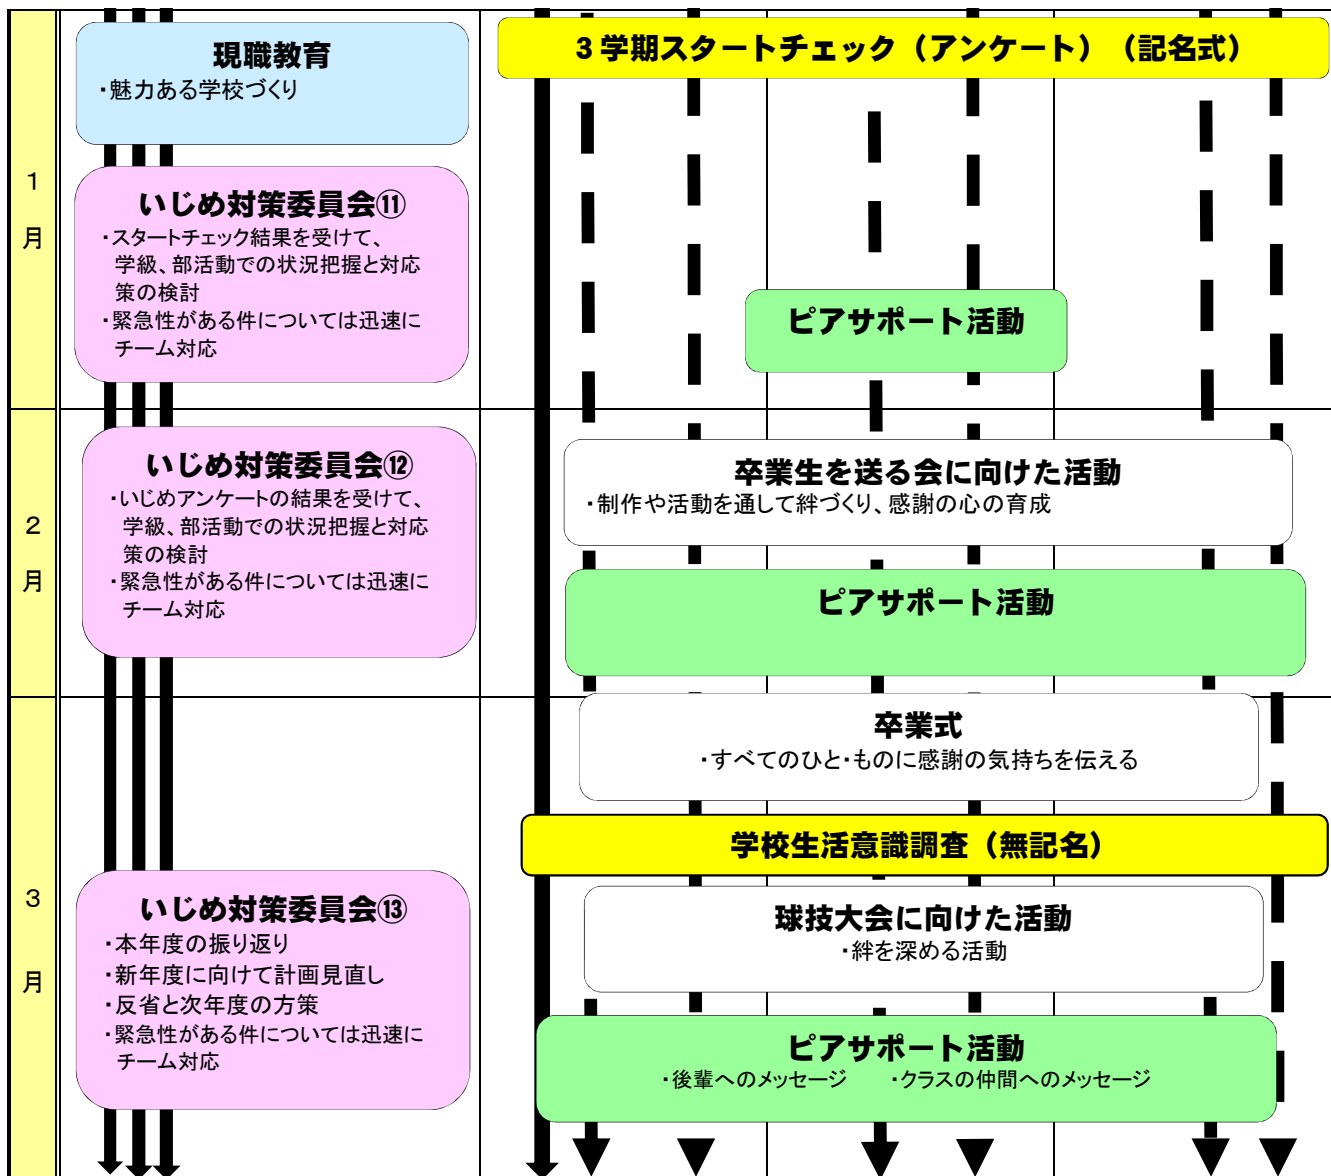 1
月
現職教育
・魅力ある学校づくり
3学期スタートチェック（アンケート）（記名式）
いじめ対策委員会⑪
・スタートチェック結果を受けて、
学級、部活動での状況把握と対応
策の検討
・緊急性がある件については迅速に
チーム対応
ピアサポート活動
2
月
いじめ対策委員会⑫
・いじめアンケートの結果を受けて、
学級、部活動での状況把握と対応
策の検討
・緊急性がある件については迅速に
チーム対応
卒業生を送る会に向けた活動
・制作や活動を通して絆づくり、感謝の心の育成
ピアサポート活動
3
月
卒業式
・すべてのひと・ものに感謝の気持ちを伝える
学校生活意識調査（無記名）
いじめ対策委員会⑬
・本年度の振り返り
・新年度に向けて計画見直し
・反省と次年度の方策
・緊急性がある件については迅速に
チーム対応
球技大会に向けた活動
・絆を深める活動
ピアサポート活動
・後輩へのメッセージ　　・クラスの仲間へのメッセージ